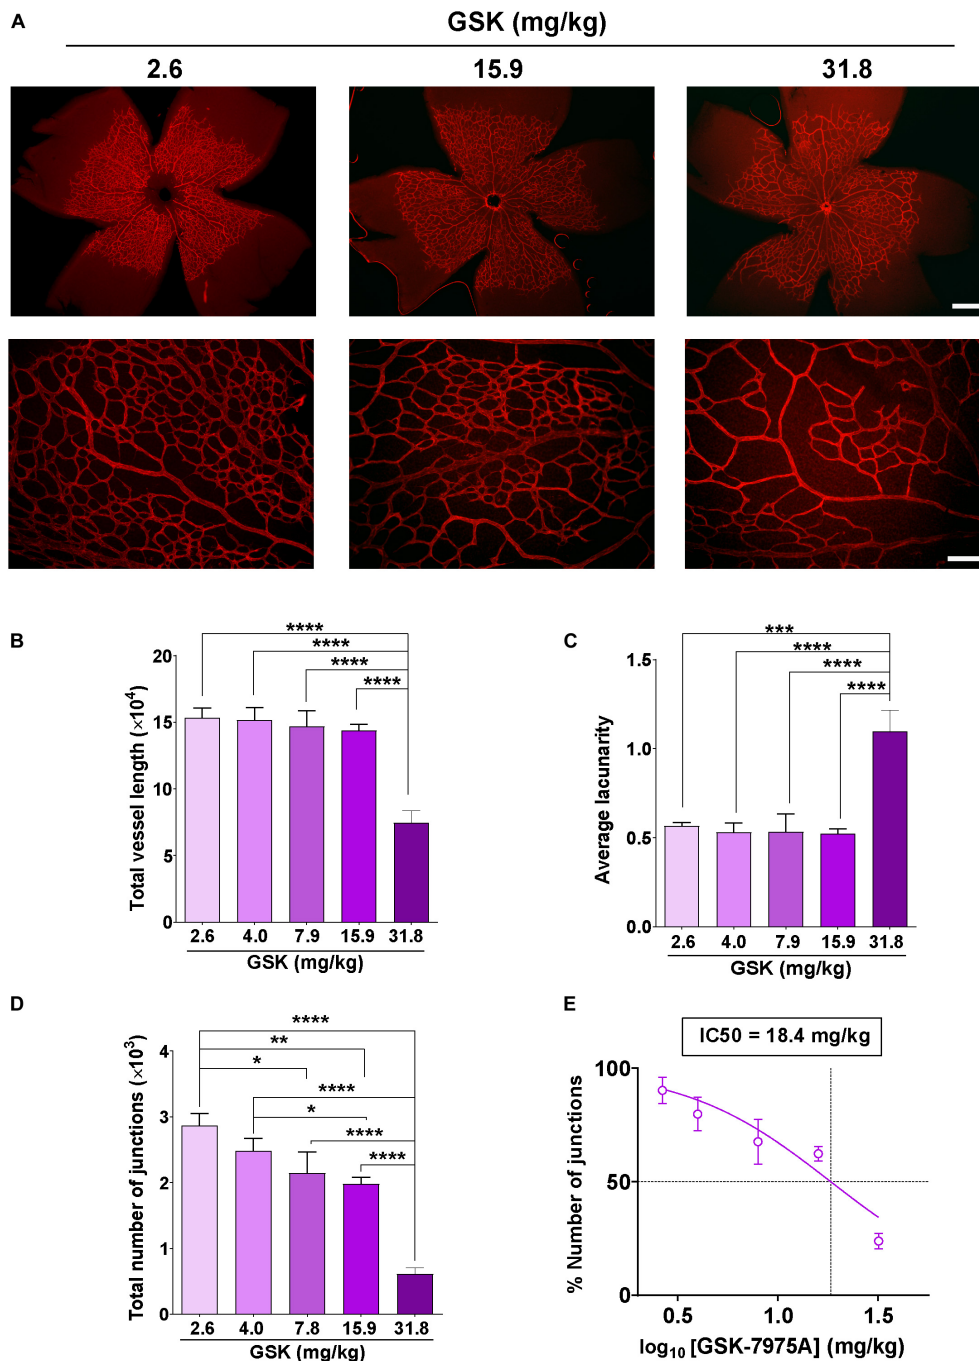 A
GSK (mg/kg)
2.6 15.9 31.8
B
****
****
****
****
Total vessel length (×10⁴)
20
15
10
5
0
2.6 4.0 7.9 15.9 31.8
GSK (mg/kg)
C
***
****
****
****
Average lacunarity
1.5
1.0
0.5
0.0
2.6 4.0 7.9 15.9 31.8
GSK (mg/kg)
D
****
**
*
****
*
****
****
Total number of junctions (×10³)
4
3
2
1
0
2.6 4.0 7.8 15.9 31.8
GSK (mg/kg)
E
IC50 = 18.4 mg/kg
% Number of junctions
100
50
0
0.5 1.0 1.5
log₁₀ [GSK-7975A] (mg/kg)